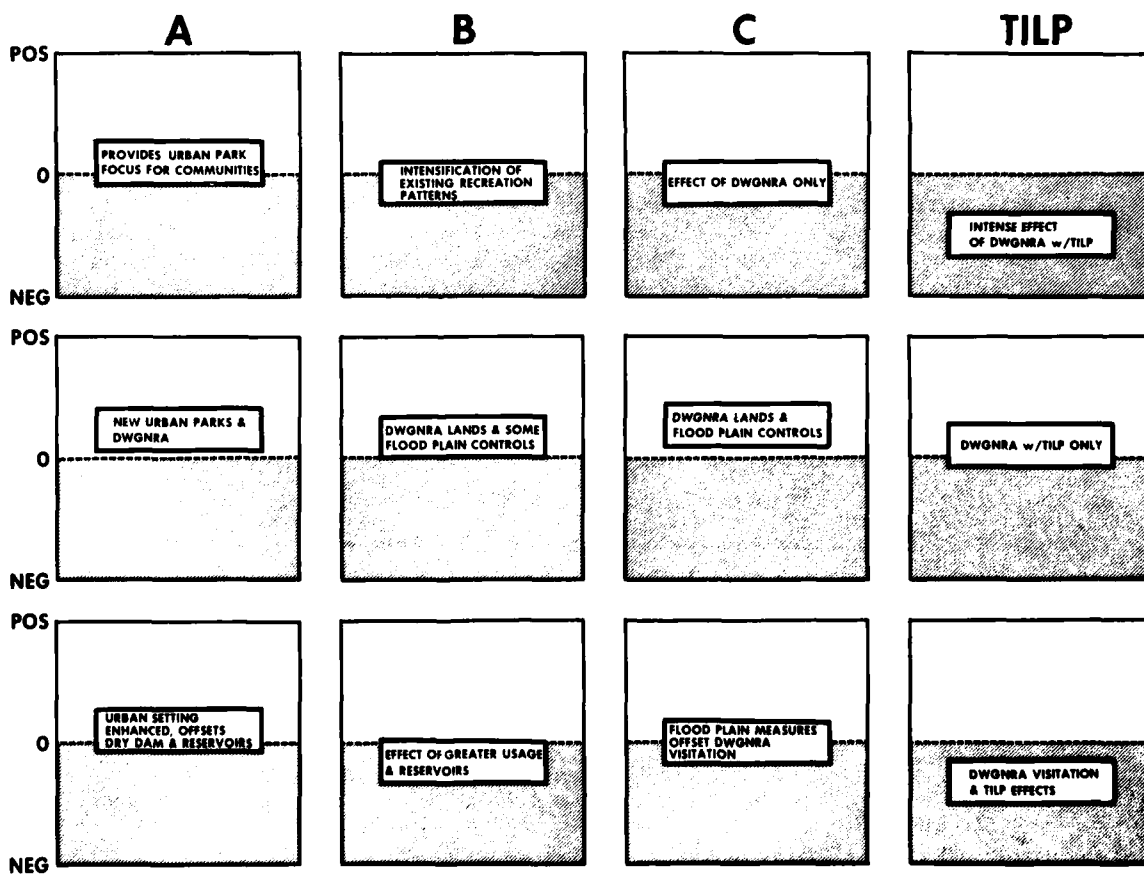 A B C TILP
POS
PROVIDES URBAN PARK
FOCUS FOR COMMUNITIES
INTENSIFICATION OF
EXISTING RECREATION
PATTERNS
EFFECT OF DWGNRA ONLY
INTENSE EFFECT
OF DWGNRA w/TILP
0
NEG
POS
NEW URBAN PARKS &
DWGNRA
DWGNRA LANDS & SOME
FLOOD PLAIN CONTROLS
DWGNRA LANDS &
FLOOD PLAIN CONTROLS
DWGNRA w/TILP ONLY
0
NEG
POS
URBAN SETTING
ENHANCED, OFFSETS
DRY DAM & RESERVOIRS
EFFECT OF GREATER USAGE
& RESERVOIRS
FLOOD PLAIN MEASURES
OFFSET DWGNRA
VISITATION
DWGNRA VISITATION
& TILP EFFECTS
0
NEG